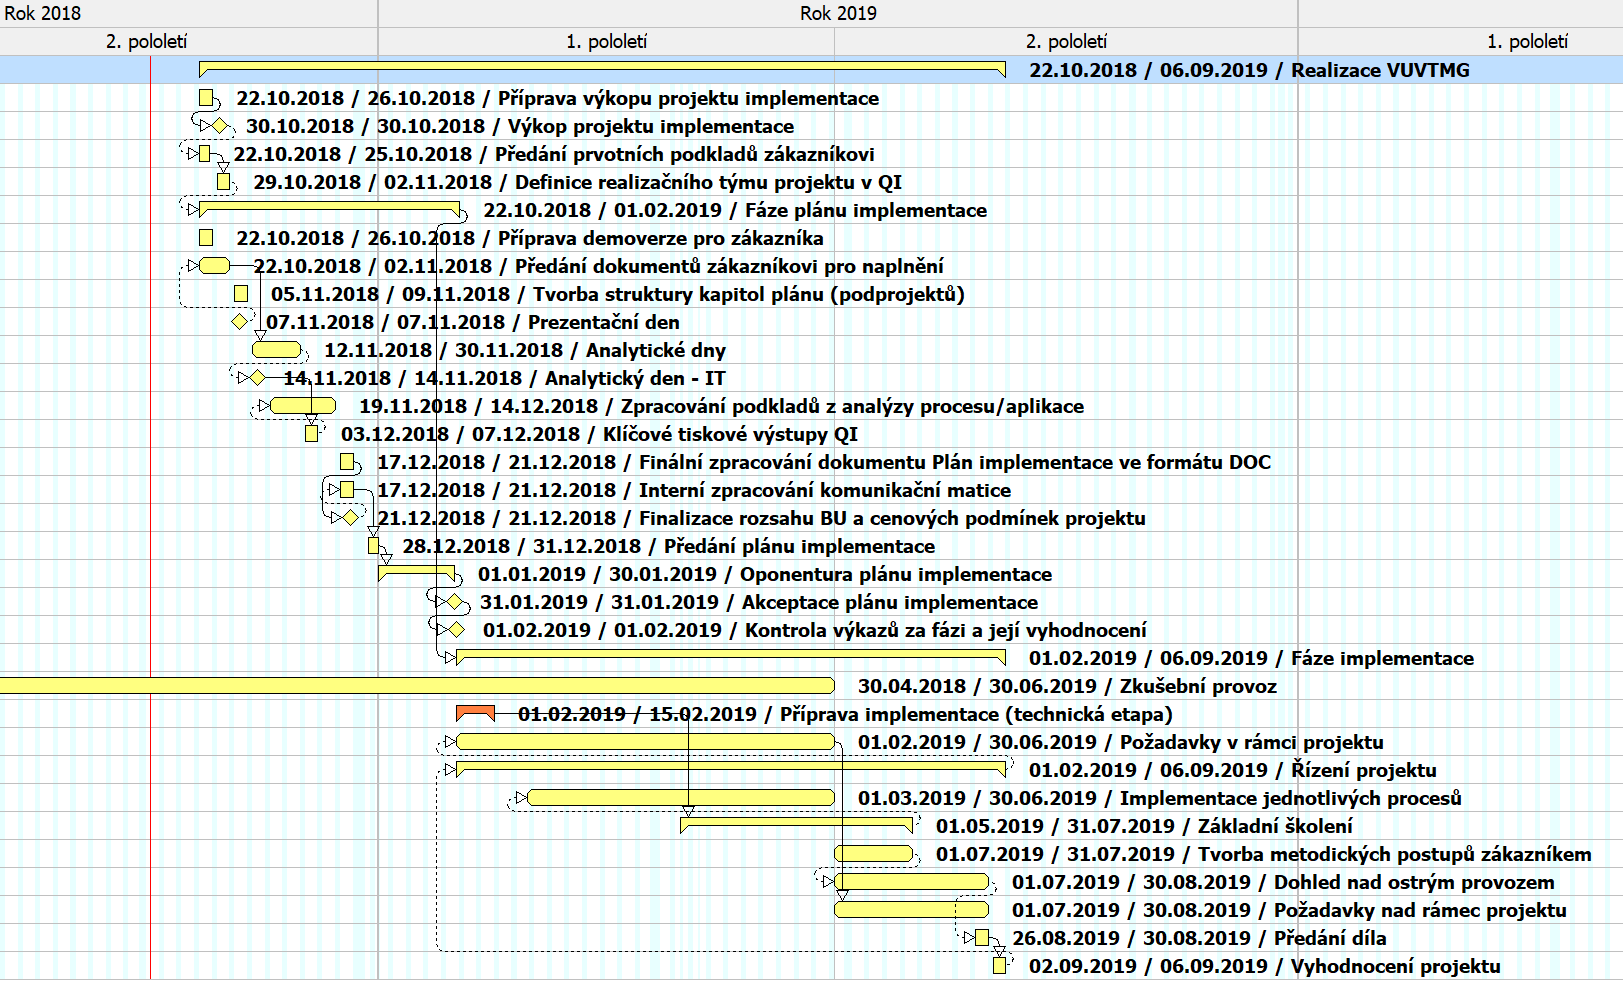 Rok 2018
Rok 2019
2. pololetí
1. pololetí
2. pololetí
1. pololetí
22.10.2018 / 06.09.2019 / Realizace VUVTMG
22.10.2018 / 26.10.2018 / Příprava výkopu projektu implementace
30.10.2018 / 30.10.2018 / Výkop projektu implementace
22.10.2018 / 25.10.2018 / Předání prvotních podkladů zákazníkovi
29.10.2018 / 02.11.2018 / Definice realizačního týmu projektu v QI
22.10.2018 / 01.02.2019 / Fáze plánu implementace
22.10.2018 / 26.10.2018 / Příprava demoverze pro zákazníka
22.10.2018 / 02.11.2018 / Předání dokumentů zákazníkovi pro naplnění
05.11.2018 / 09.11.2018 / Tvorba struktury kapitol plánu (podprojektů)
07.11.2018 / 07.11.2018 / Prezentační den
12.11.2018 / 30.11.2018 / Analytické dny
14.11.2018 / 14.11.2018 / Analytický den - IT
19.11.2018 / 14.12.2018 / Zpracování podkladů z analýzy procesu/aplikace
03.12.2018 / 07.12.2018 / Klíčové tiskové výstupy QI
17.12.2018 / 21.12.2018 / Finální zpracování dokumentu Plán implementace ve formátu DOC
17.12.2018 / 21.12.2018 / Interní zpracování komunikační matice
21.12.2018 / 21.12.2018 / Finalizace rozsahu BU a cenových podmínek projektu
28.12.2018 / 31.12.2018 / Předání plánu implementace
01.01.2019 / 30.01.2019 / Oponentura plánu implementace
31.01.2019 / 31.01.2019 / Akceptace plánu implementace
01.02.2019 / 01.02.2019 / Kontrola výkazů za fázi a její vyhodnocení
01.02.2019 / 06.09.2019 / Fáze implementace
30.04.2018 / 30.06.2019 / Zkušební provoz
01.02.2019 / 15.02.2019 / Příprava implementace (technická etapa)
01.02.2019 / 30.06.2019 / Požadavky v rámci projektu
01.02.2019 / 06.09.2019 / Řízení projektu
01.03.2019 / 30.06.2019 / Implementace jednotlivých procesů
01.05.2019 / 31.07.2019 / Základní školení
01.07.2019 / 31.07.2019 / Tvorba metodických postupů zákazníkem
01.07.2019 / 30.08.2019 / Dohled nad ostrým provozem
01.07.2019 / 30.08.2019 / Požadavky nad rámec projektu
26.08.2019 / 30.08.2019 / Předání díla
02.09.2019 / 06.09.2019 / Vyhodnocení projektu